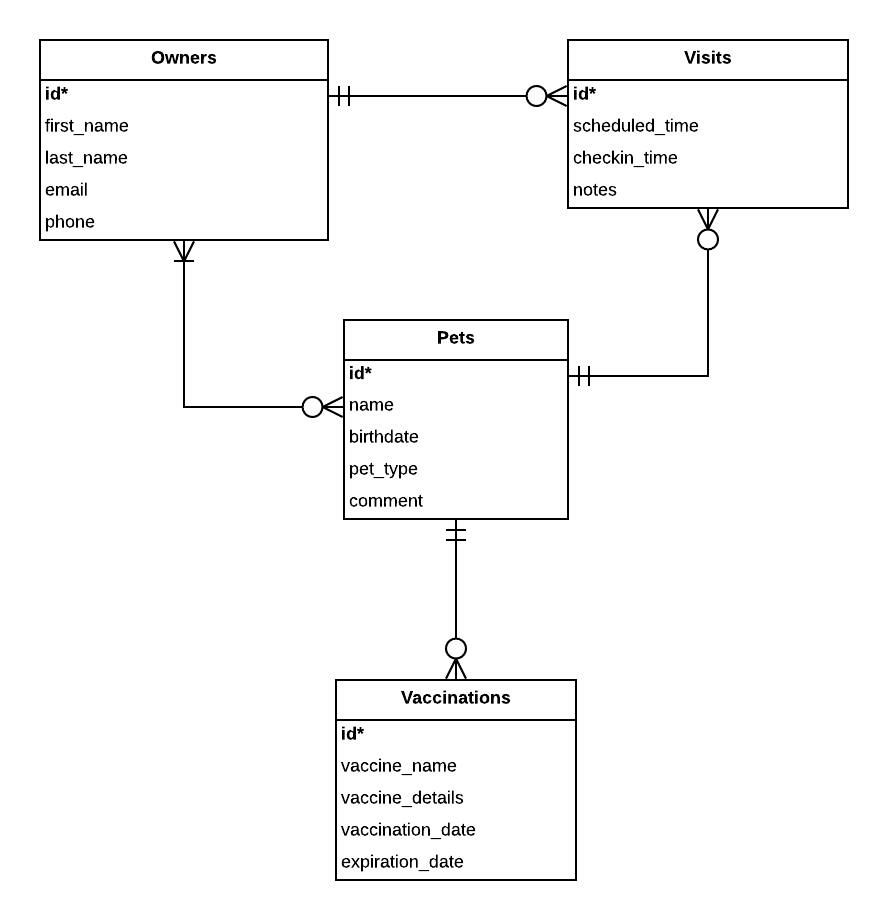 Owners
id*
first_name
last_name
email
phone
Visits
id*
scheduled_time
checkin_time
notes
Pets
id*
name
birthdate
pet_type
comment
Vaccinations
id*
vaccine_name
vaccine_details
vaccination_date
expiration_date